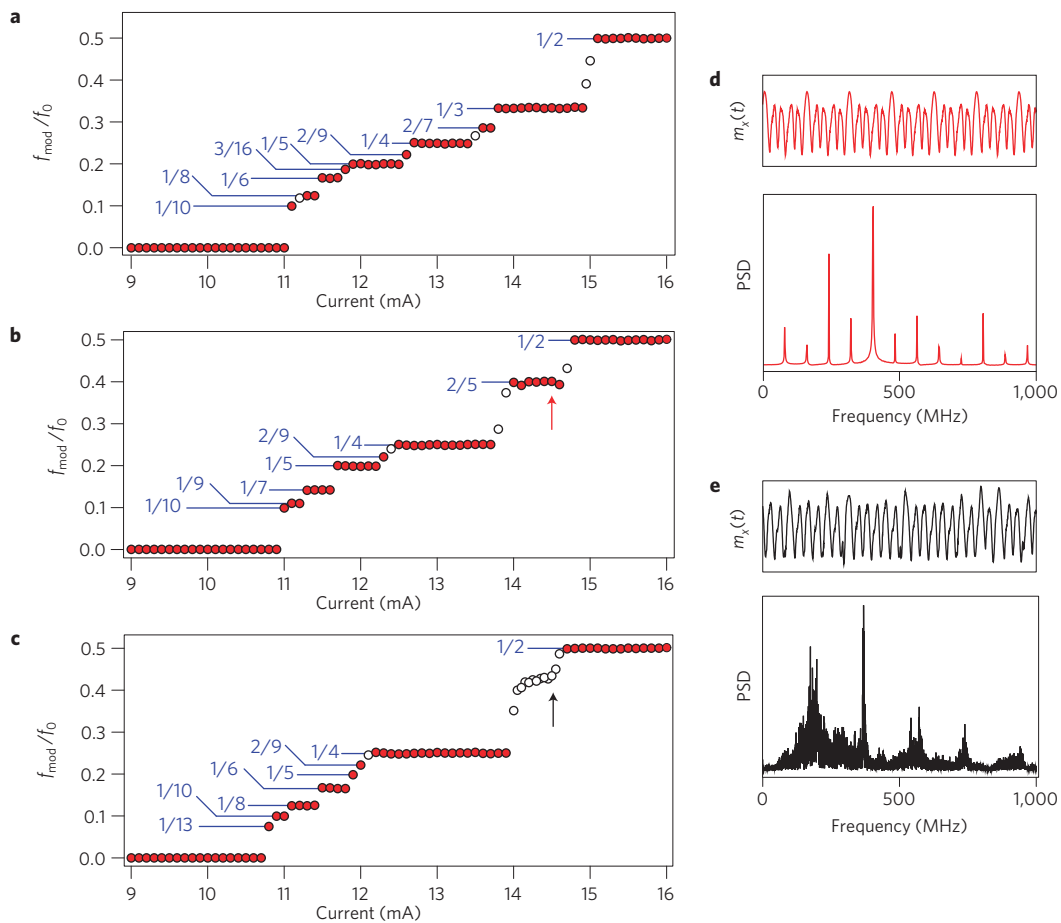 a
f_mod/f_0
0.5
0.4
0.3
0.2
0.1
0.0
1/2
1/3
2/7
1/4
2/9
1/5
3/16
1/6
1/8
1/10
9 10 11 12 13 14 15 16
Current (mA)
b
f_mod/f_0
0.5
0.4
0.3
0.2
0.1
0.0
1/2
2/5
1/4
2/9
1/5
1/7
1/9
1/10
9 10 11 12 13 14 15 16
Current (mA)
c
f_mod/f_0
0.5
0.4
0.3
0.2
0.1
0.0
1/2
1/4
2/9
1/5
1/6
1/8
1/10
1/13
9 10 11 12 13 14 15 16
Current (mA)
d
m_x(t)
PSD
0 500 1,000
Frequency (MHz)
e
m_x(t)
PSD
0 500 1,000
Frequency (MHz)